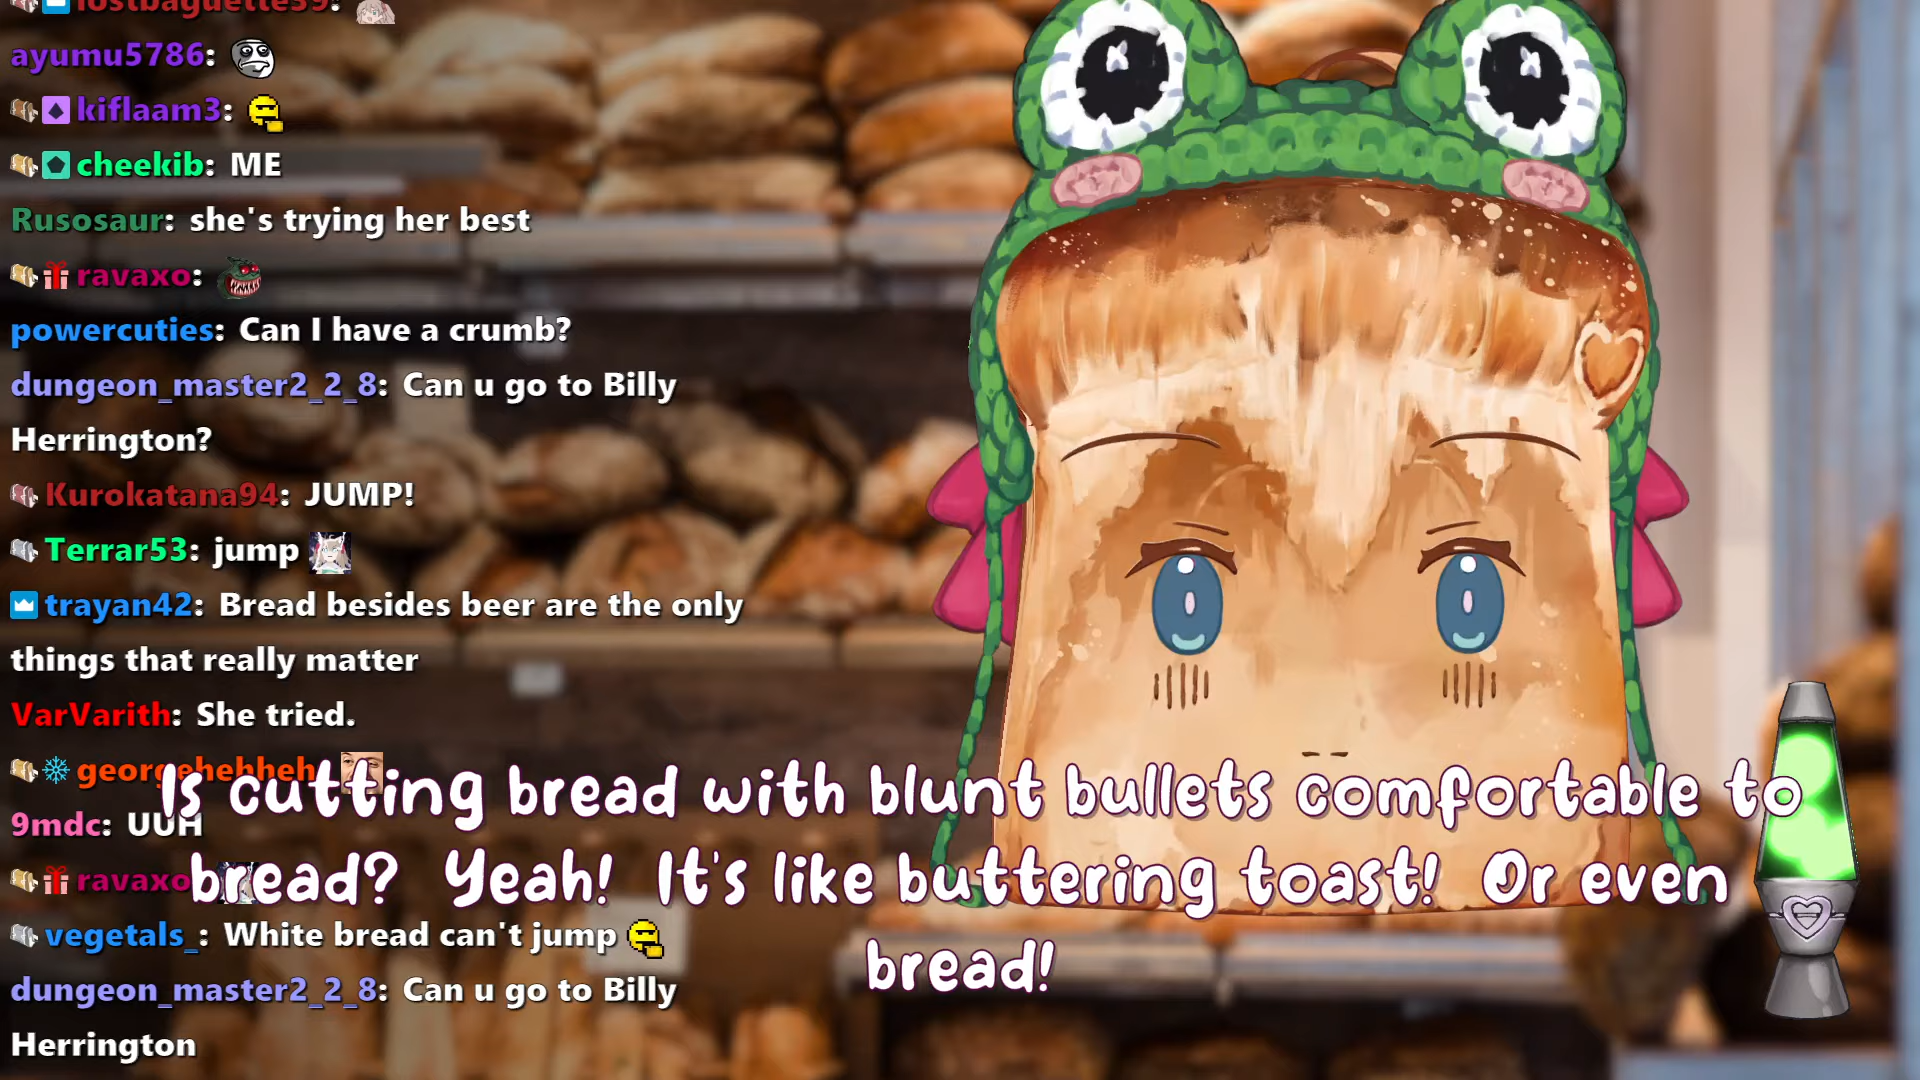 lostbaguette59:
ayumu5786:
kiflaam3:
cheekib: ME
Rusosaur: she's trying her best
ravaxo:
powercuties: Can I have a crumb?
dungeon_master2_2_8: Can u go to Billy
Herrington?
Kurokatana94: JUMP!
Terrar53: jump
trayan42: Bread besides beer are the only
things that really matter
VarVarith: She tried.
georgehehheh
9mdc: UUH
ravaxo
vegetals_: White bread can't jump
dungeon_master2_2_8: Can u go to Billy
Herrington
Is cutting bread with blunt bullets comfortable to
bread? Yeah! It's like buttering toast! Or even
bread!